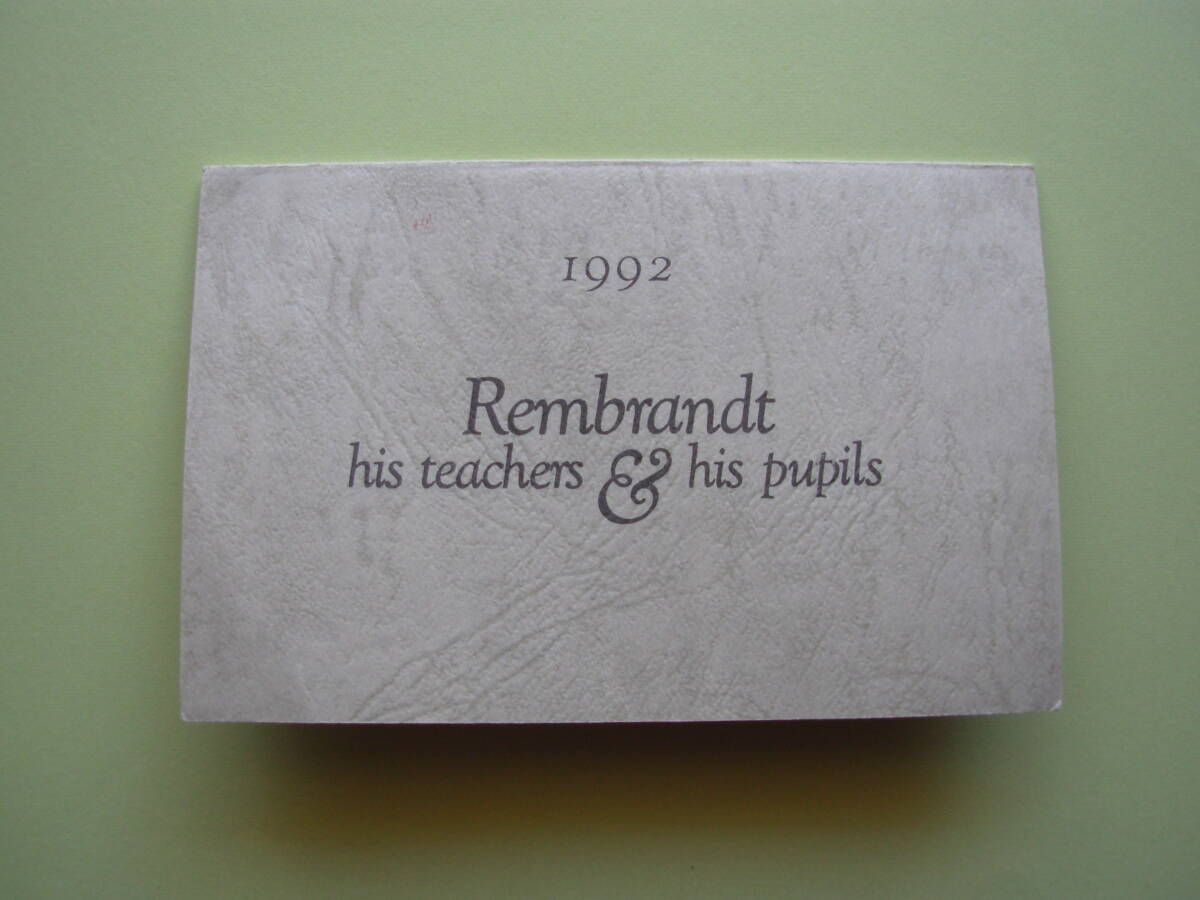 1992
Rembrandt
his teachers & his pupils